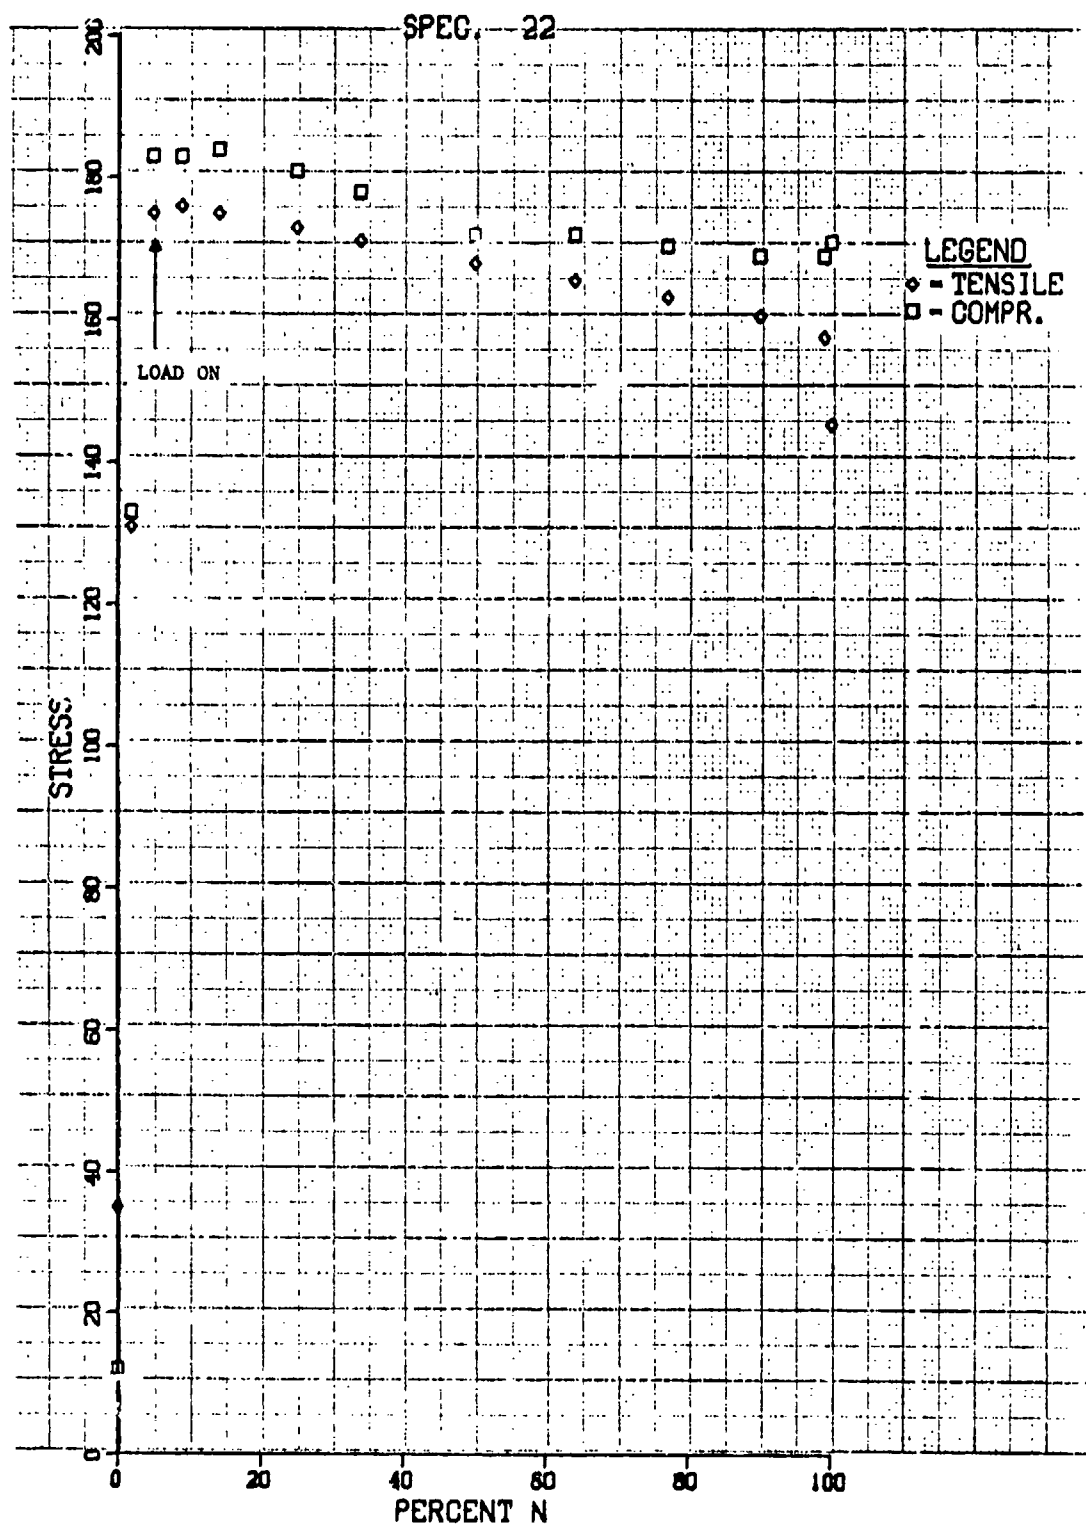 SPEC. 22
200
180
160
140
120
100
80
60
40
20
0
STRESS
LOAD ON
LEGEND
◇ - TENSILE
□ - COMPR.
0 20 40 60 80 100
PERCENT N